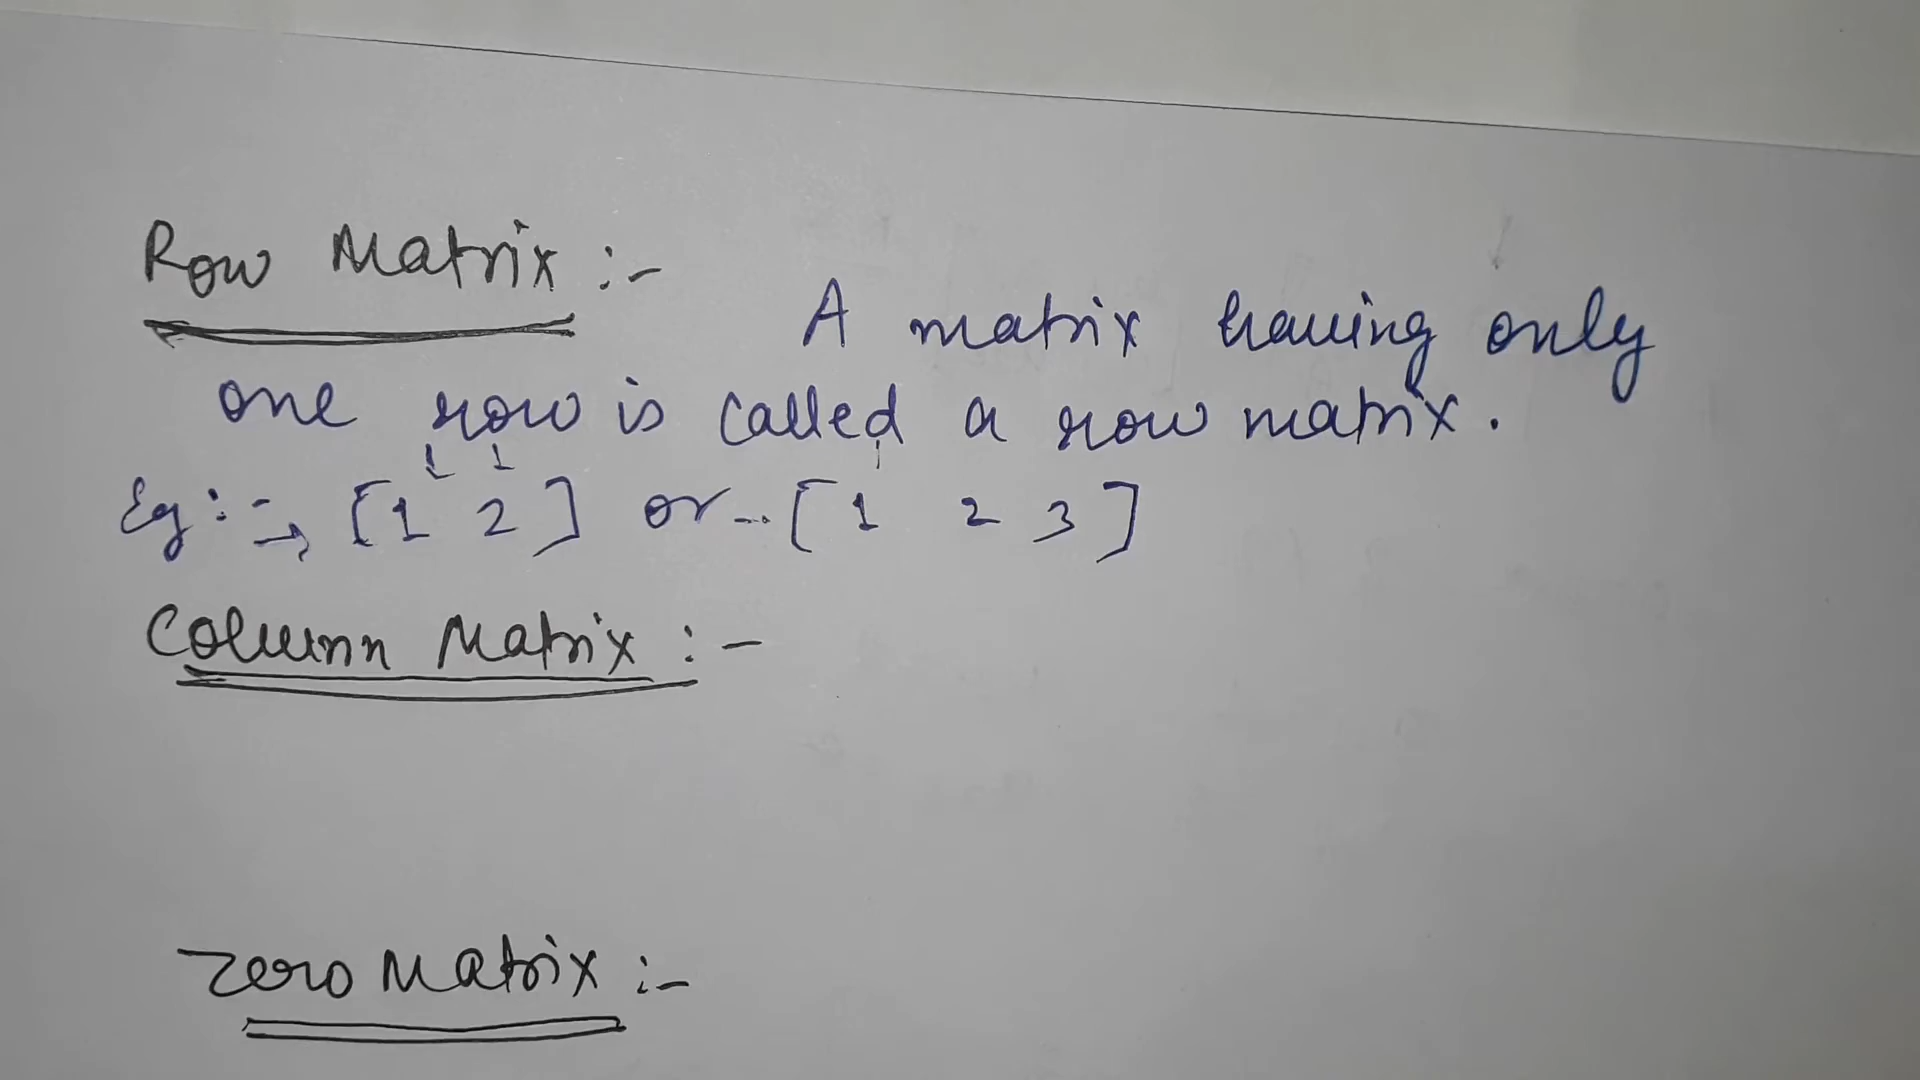 Row Matrix :-
A matrix having only
one row is called a row matrix.
Eg :- → [1 2] or [1 2 3]
Column Matrix :-
Zero Matrix :-